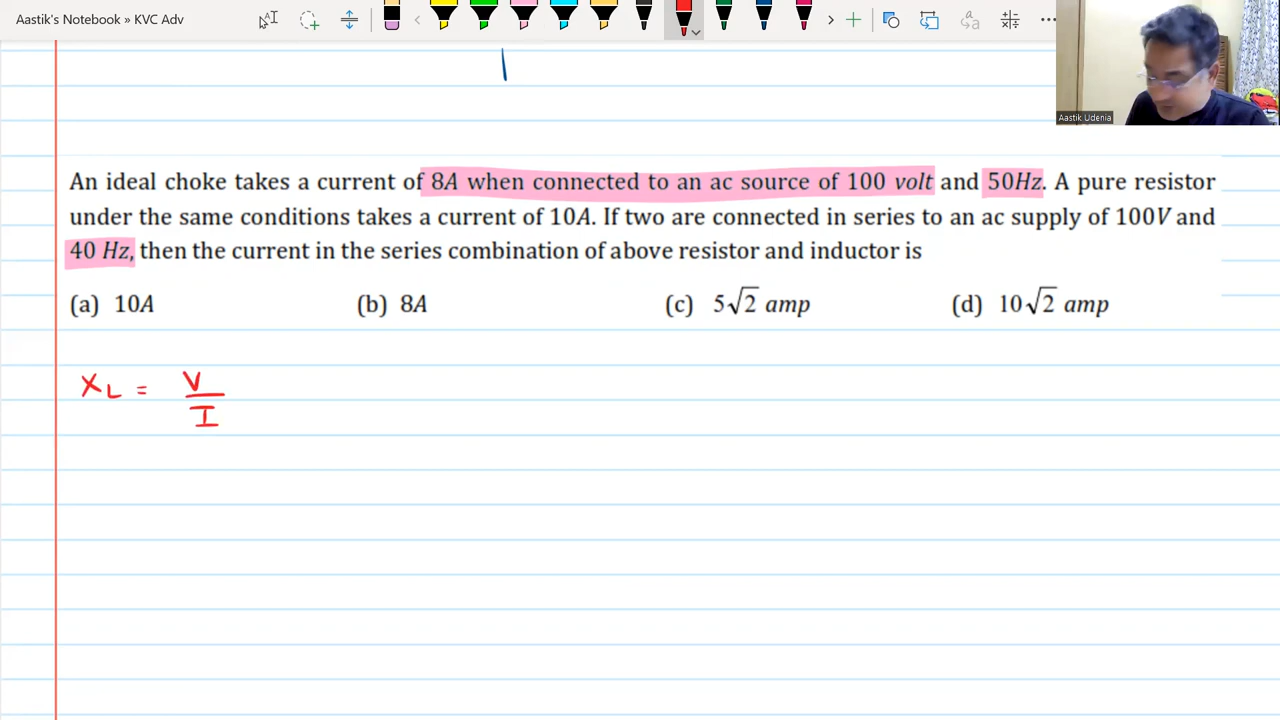 Aastik's Notebook » KVC Adv
Aastik Udenia
An ideal choke takes a current of 8A when connected to an ac source of 100 volt and 50Hz. A pure resistor
under the same conditions takes a current of 10A. If two are connected in series to an ac supply of 100V and
40 Hz, then the current in the series combination of above resistor and inductor is
(a) 10A (b) 8A (c) 5√2 amp (d) 10√2 amp
X_L = V/I